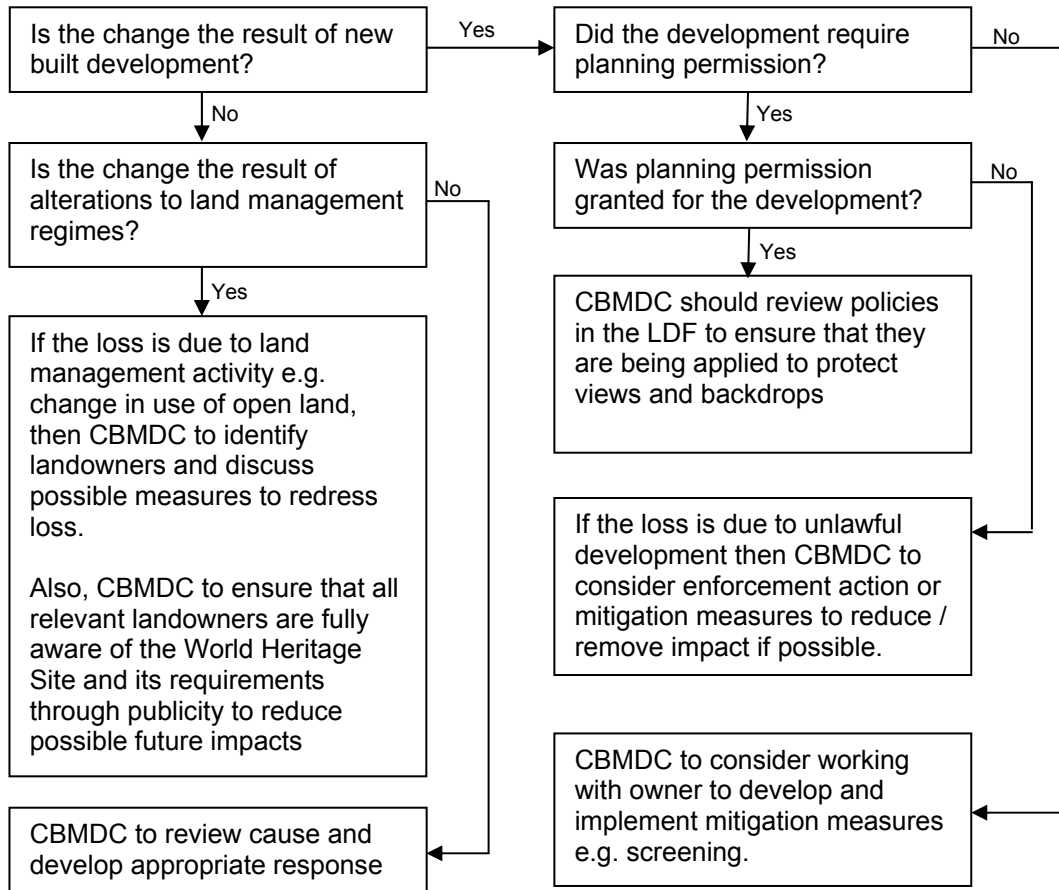 Is the change the result of new
built development?
Yes
Did the development require
planning permission?
No
No
Yes
Is the change the result of
alterations to land management
regimes?
No
Was planning permission
granted for the development?
No
Yes
Yes
If the loss is due to land
management activity e.g.
change in use of open land,
then CBMDC to identify
landowners and discuss
possible measures to redress
loss.
Also, CBMDC to ensure that all
relevant landowners are fully
aware of the World Heritage
Site and its requirements
through publicity to reduce
possible future impacts
CBMDC should review policies
in the LDF to ensure that they
are being applied to protect
views and backdrops
If the loss is due to unlawful
development then CBMDC to
consider enforcement action or
mitigation measures to reduce /
remove impact if possible.
CBMDC to review cause and
develop appropriate response
CBMDC to consider working
with owner to develop and
implement mitigation measures
e.g. screening.